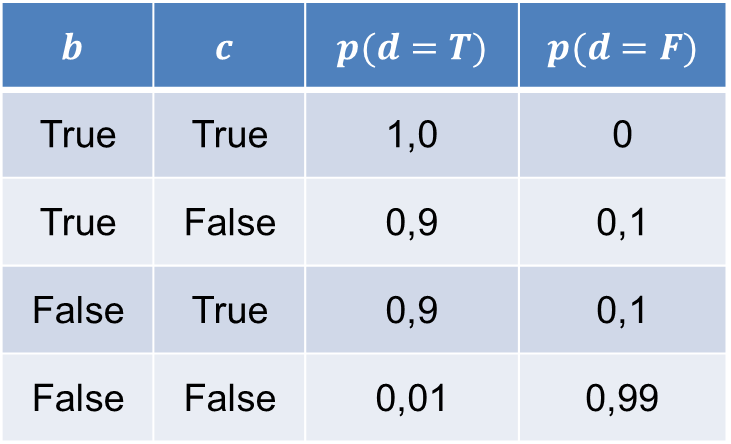 b c p(d = T) p(d = F)
True True 1,0 0
True False 0,9 0,1
False True 0,9 0,1
False False 0,01 0,99